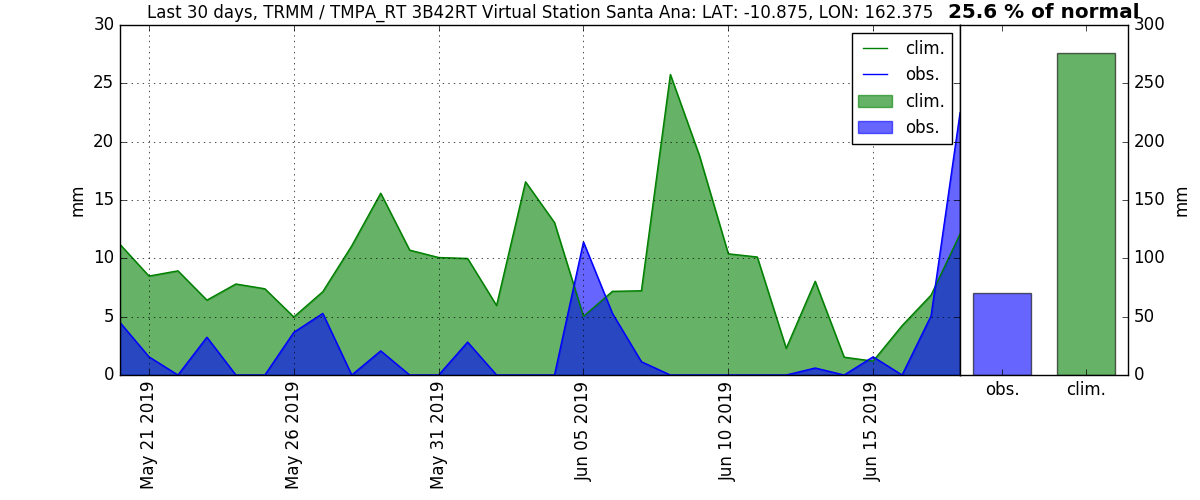 Last 30 days, TRMM / TMPA_RT 3B42RT Virtual Station Santa Ana: LAT: -10.875, LON: 162.375
25.6 % of normal
30
25
20
15
10
5
0
mm
clim.
obs.
clim.
obs.
May 21 2019
May 26 2019
May 31 2019
Jun 05 2019
Jun 10 2019
Jun 15 2019
300
250
200
150
100
50
0
mm
obs.
clim.